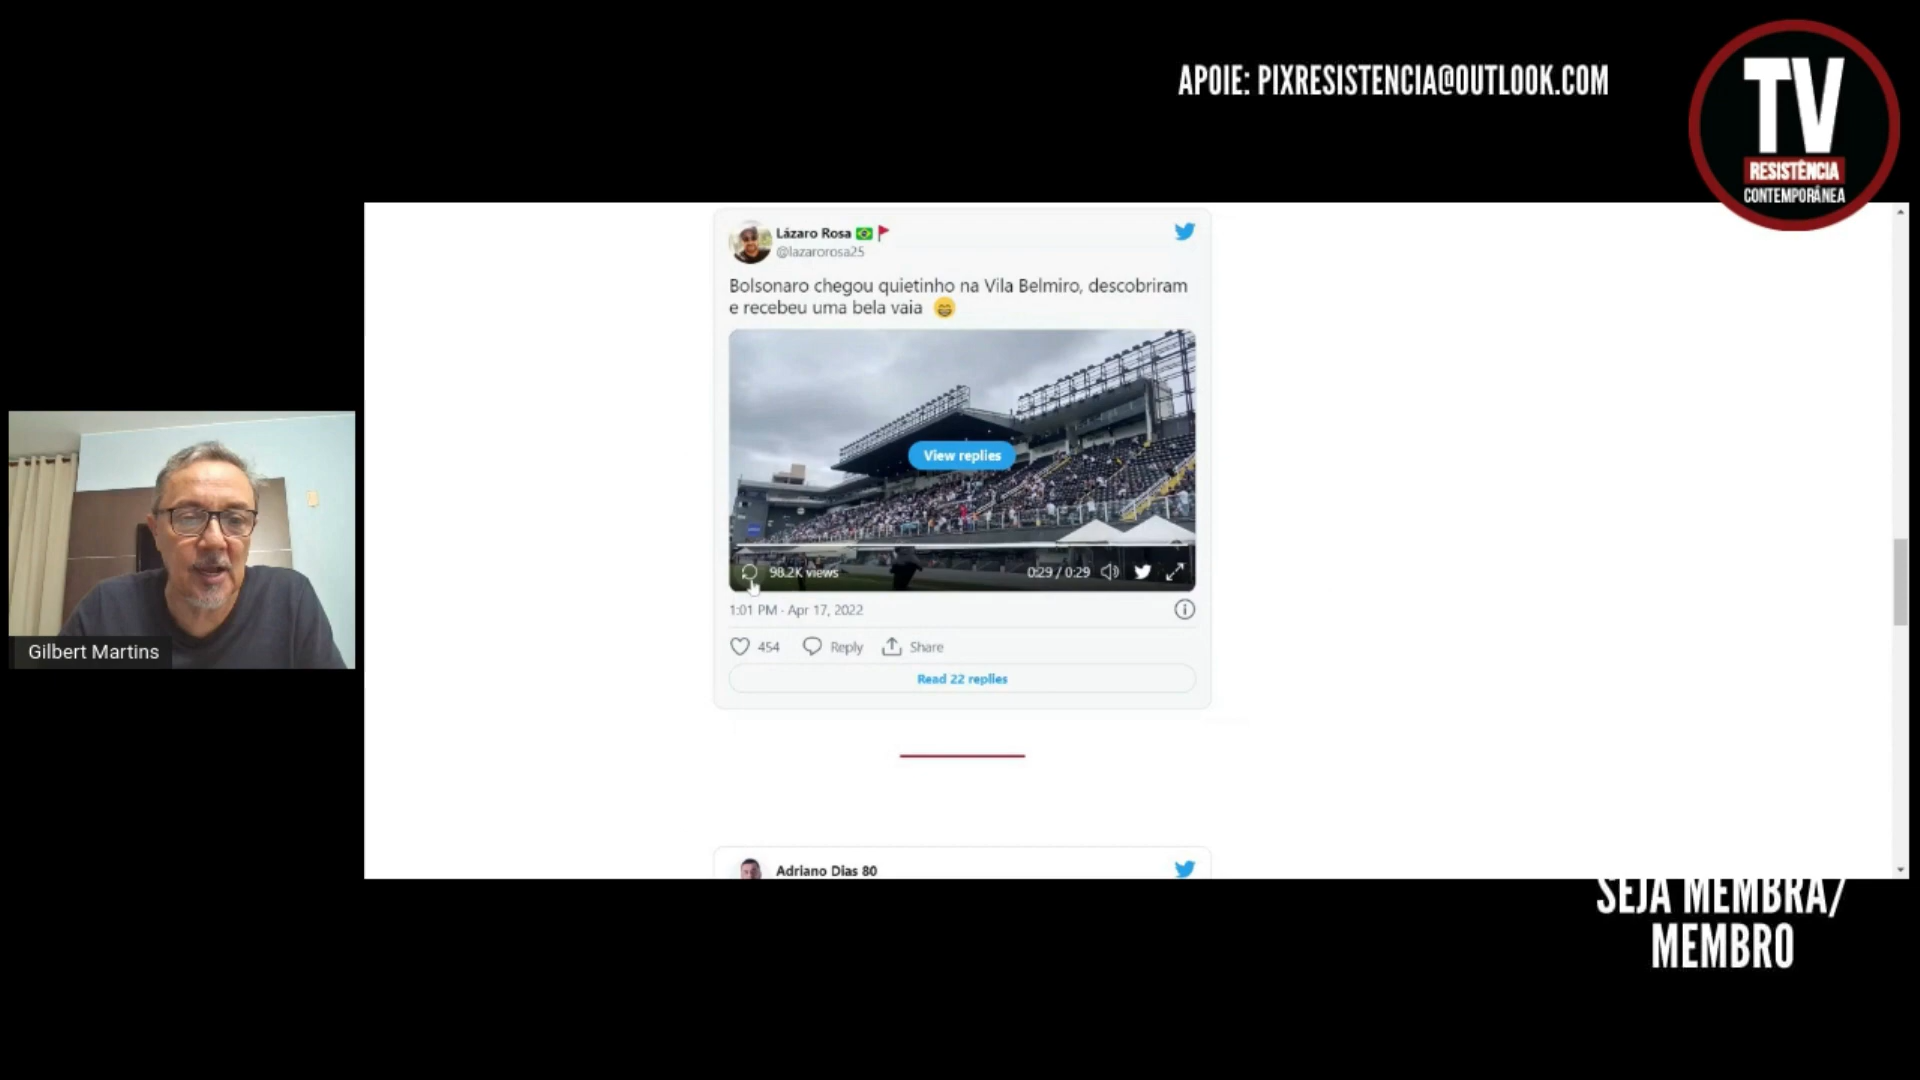 APOIE: PIXRESISTENCIA@OUTLOOK.COM
TV
RESISTÊNCIA
CONTEMPORÂNEA
Lázaro Rosa
@lazarorosa25
Bolsonaro chegou quietinho na Vila Belmiro, descobriram
e recebeu uma bela vaia
View replies
98.2K views
0:29 / 0:29
1:01 PM · Apr 17, 2022
454
Reply
Share
Read 22 replies
Gilbert Martins
Adriano Dias 80
SEJA MEMBRA/
MEMBRO